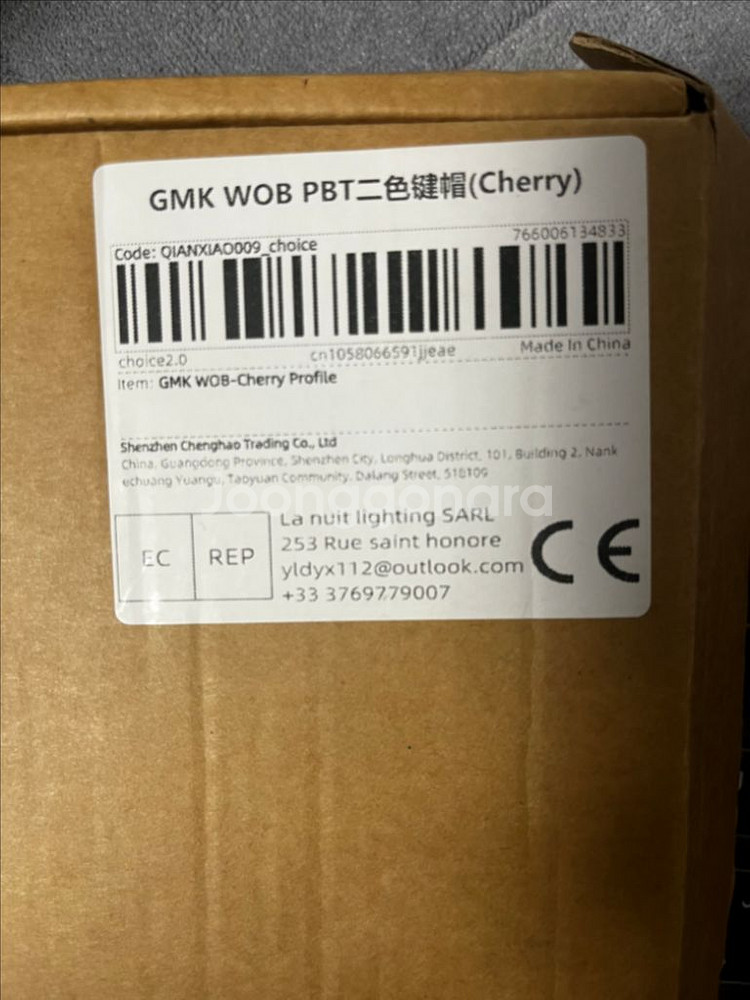 GMK WOB PBT二色键帽(Cherry)
Code: QIANXIAO009_choice
766006134833
choice2.0
cn1058066591jjeae
Made In China
Item: GMK WOB-Cherry Profile
Shenzhen Chenghao Trading Co., Ltd
China, Guangdong Province, Shenzhen City, Longhua District, 101, Building 2, Nank
echuang Yuangu, Taoyuan Community, Dalang Street, 518109
Joonggonara
EC REP
La nuit lighting SARL
253 Rue saint honore
yldyx112@outlook.com
+33 3769779007
CE